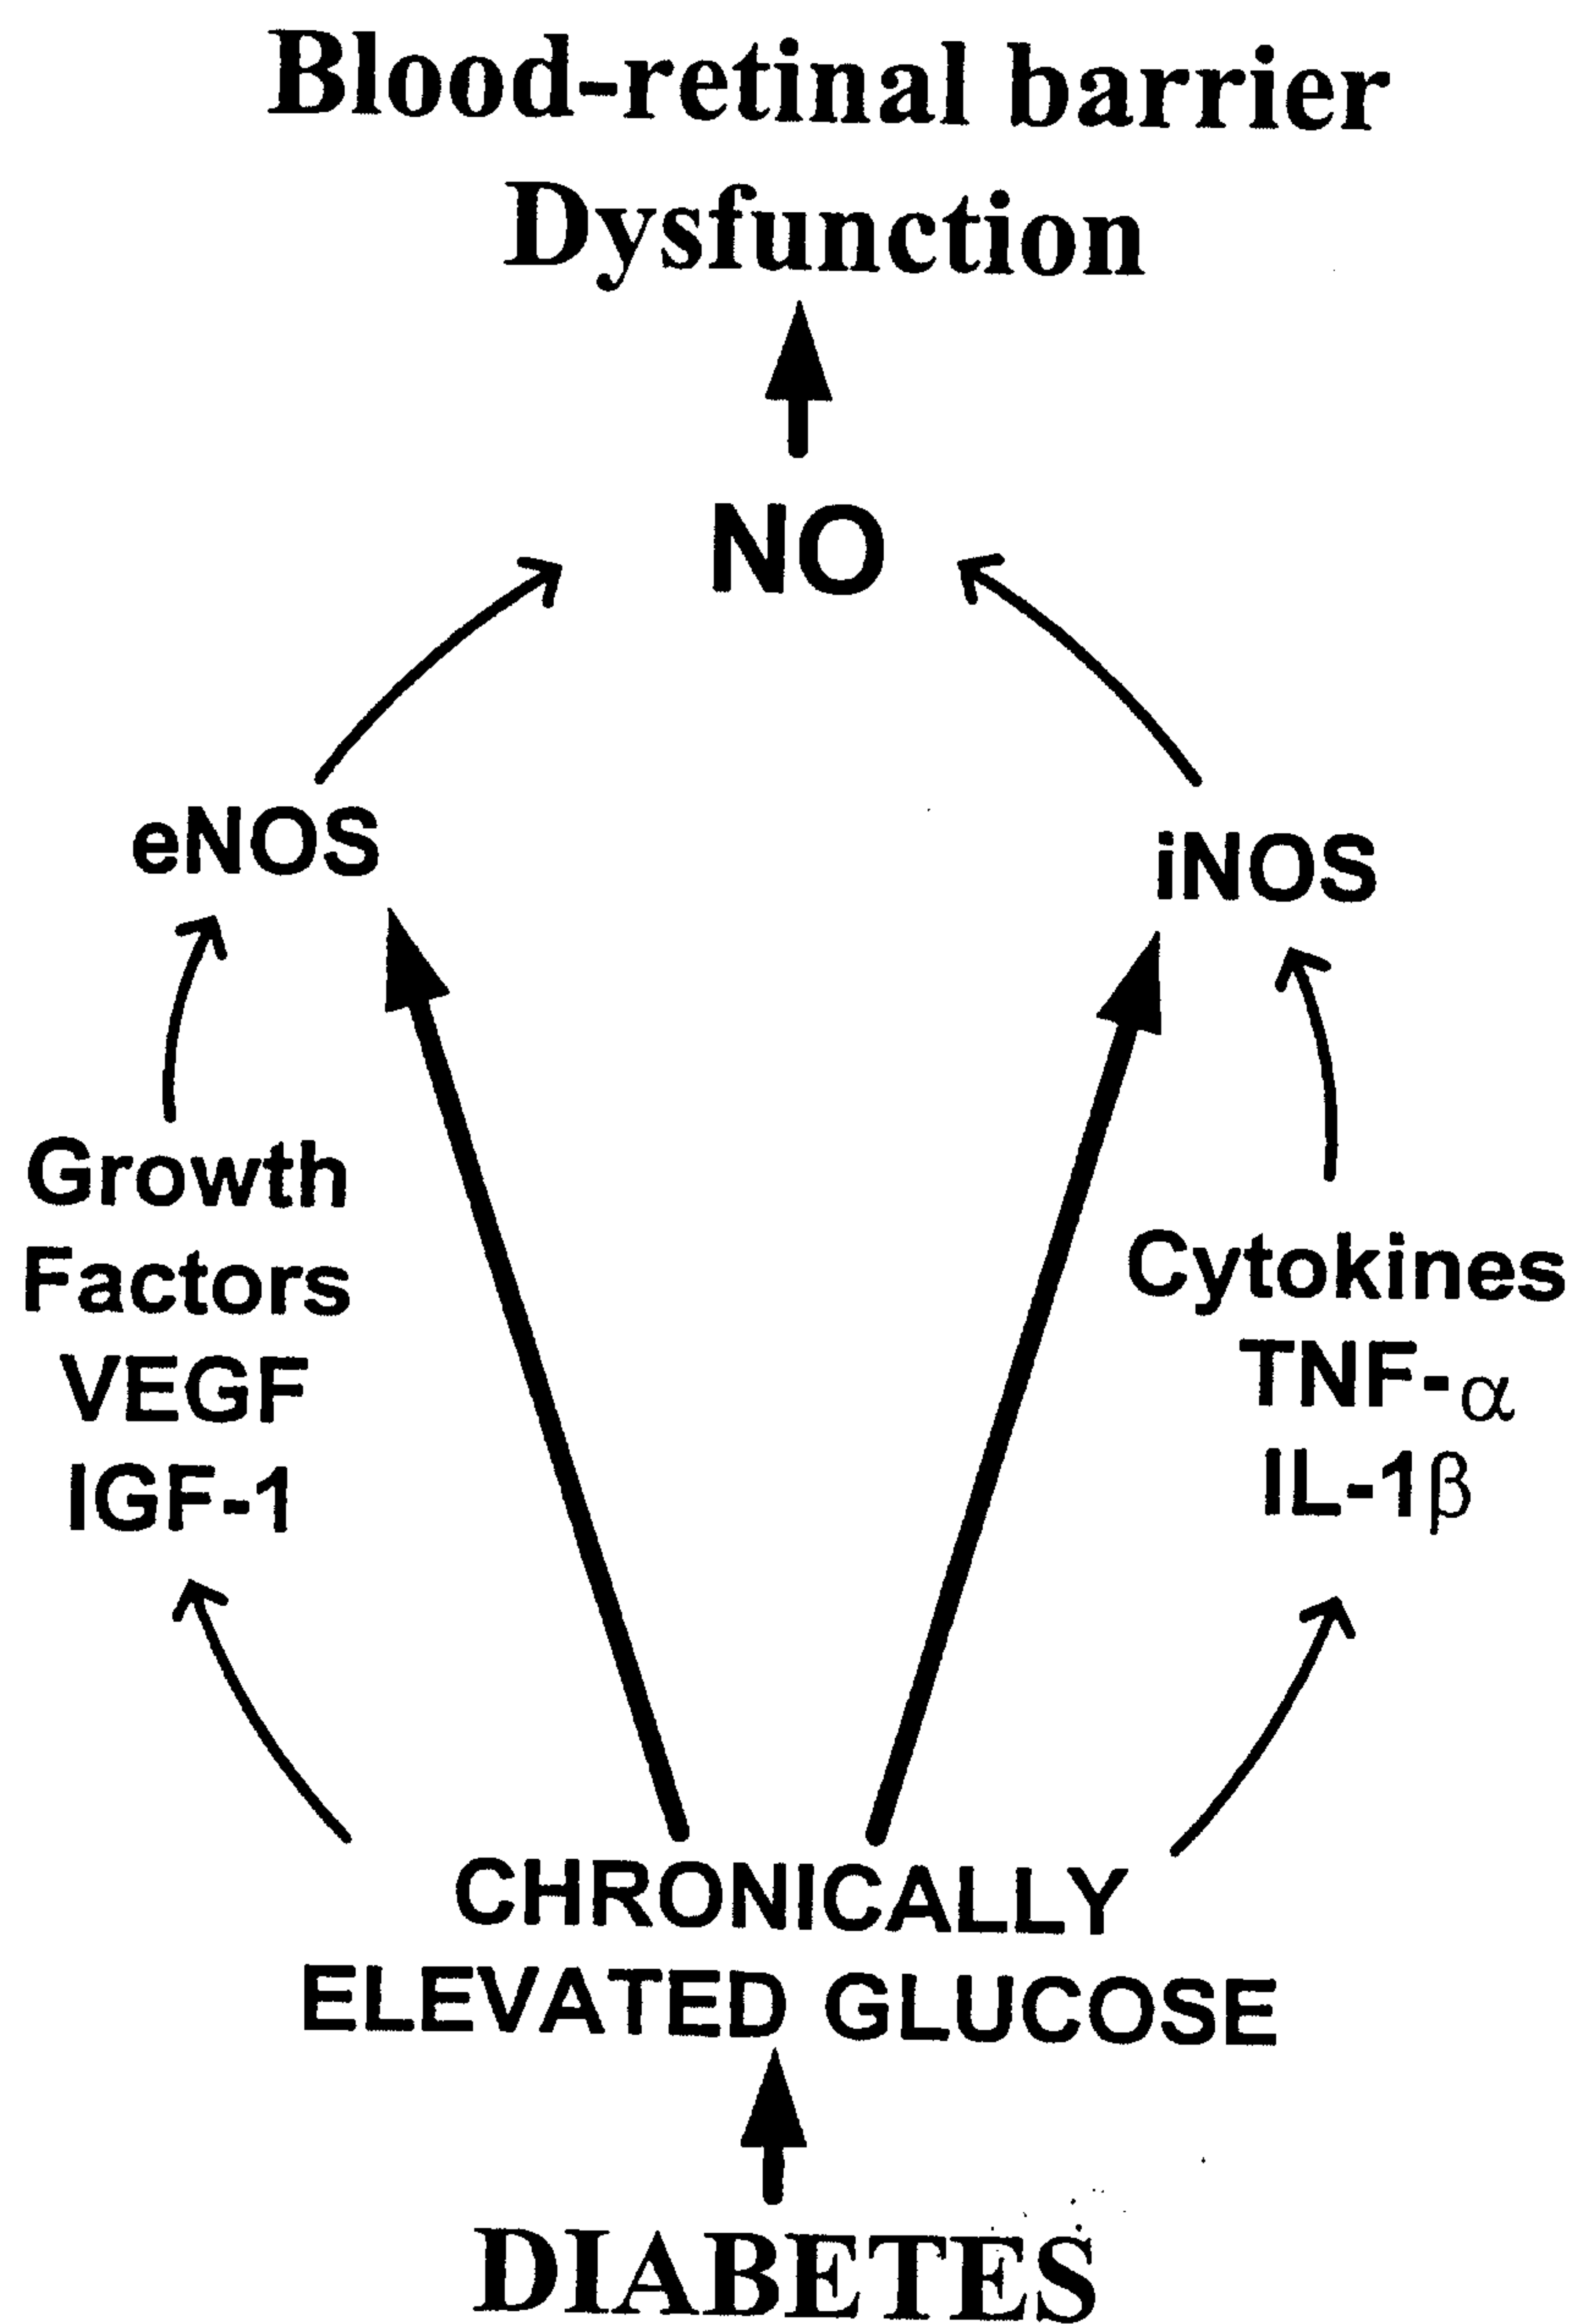 Blood-retinal barrier
Dysfunction
NO
eNOS
iNOS
Growth
Factors
VEGF
IGF-1
Cytokines
TNF-α
IL-1β
CHRONICALLY
ELEVATED GLUCOSE
DIABETES